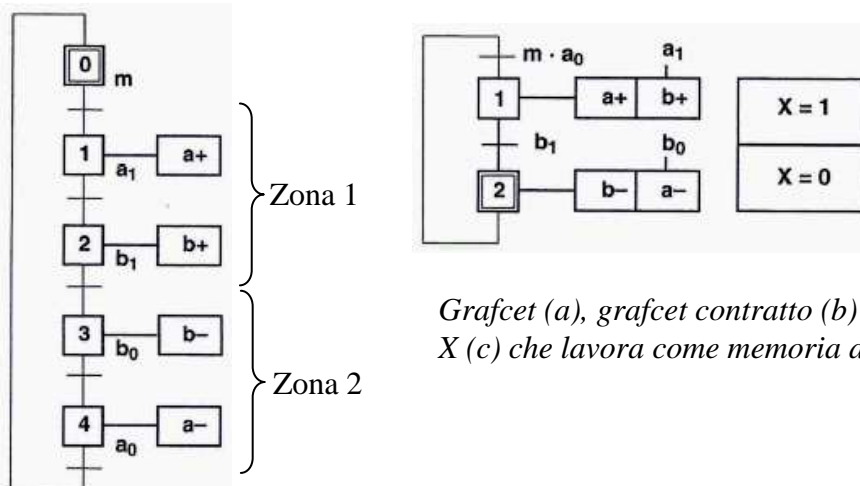 0
m
1
a+
a₁
Zona 1
2
b+
b₁
3
b–
b₀
Zona 2
4
a–
a₀
m · a₀
a₁
1
a+
b+
X = 1
b₁
b₀
2
b–
a–
X = 0
Grafcet (a), grafcet contratto (b)
X (c) che lavora come memoria